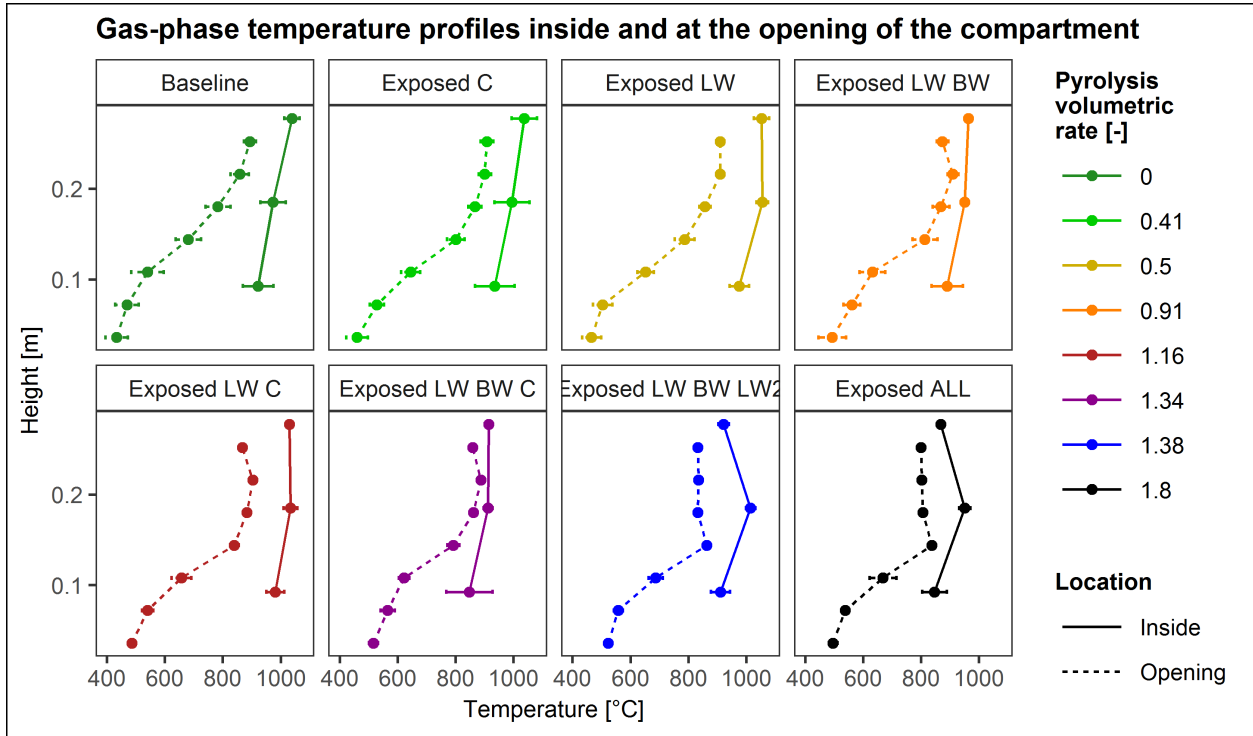 Gas-phase temperature profiles inside and at the opening of the compartment
Baseline
Exposed C
Exposed LW
Exposed LW BW
Exposed LW C
Exposed LW BW C
Exposed LW BW LW2
Exposed ALL
Height [m]
0.2
0.1
0.2
0.1
400 600 800 1000
400 600 800 1000
400 600 800 1000
400 600 800 1000
Temperature [°C]
Pyrolysis
volumetric
rate [-]
0
0.41
0.5
0.91
1.16
1.34
1.38
1.8
Location
Inside
Opening